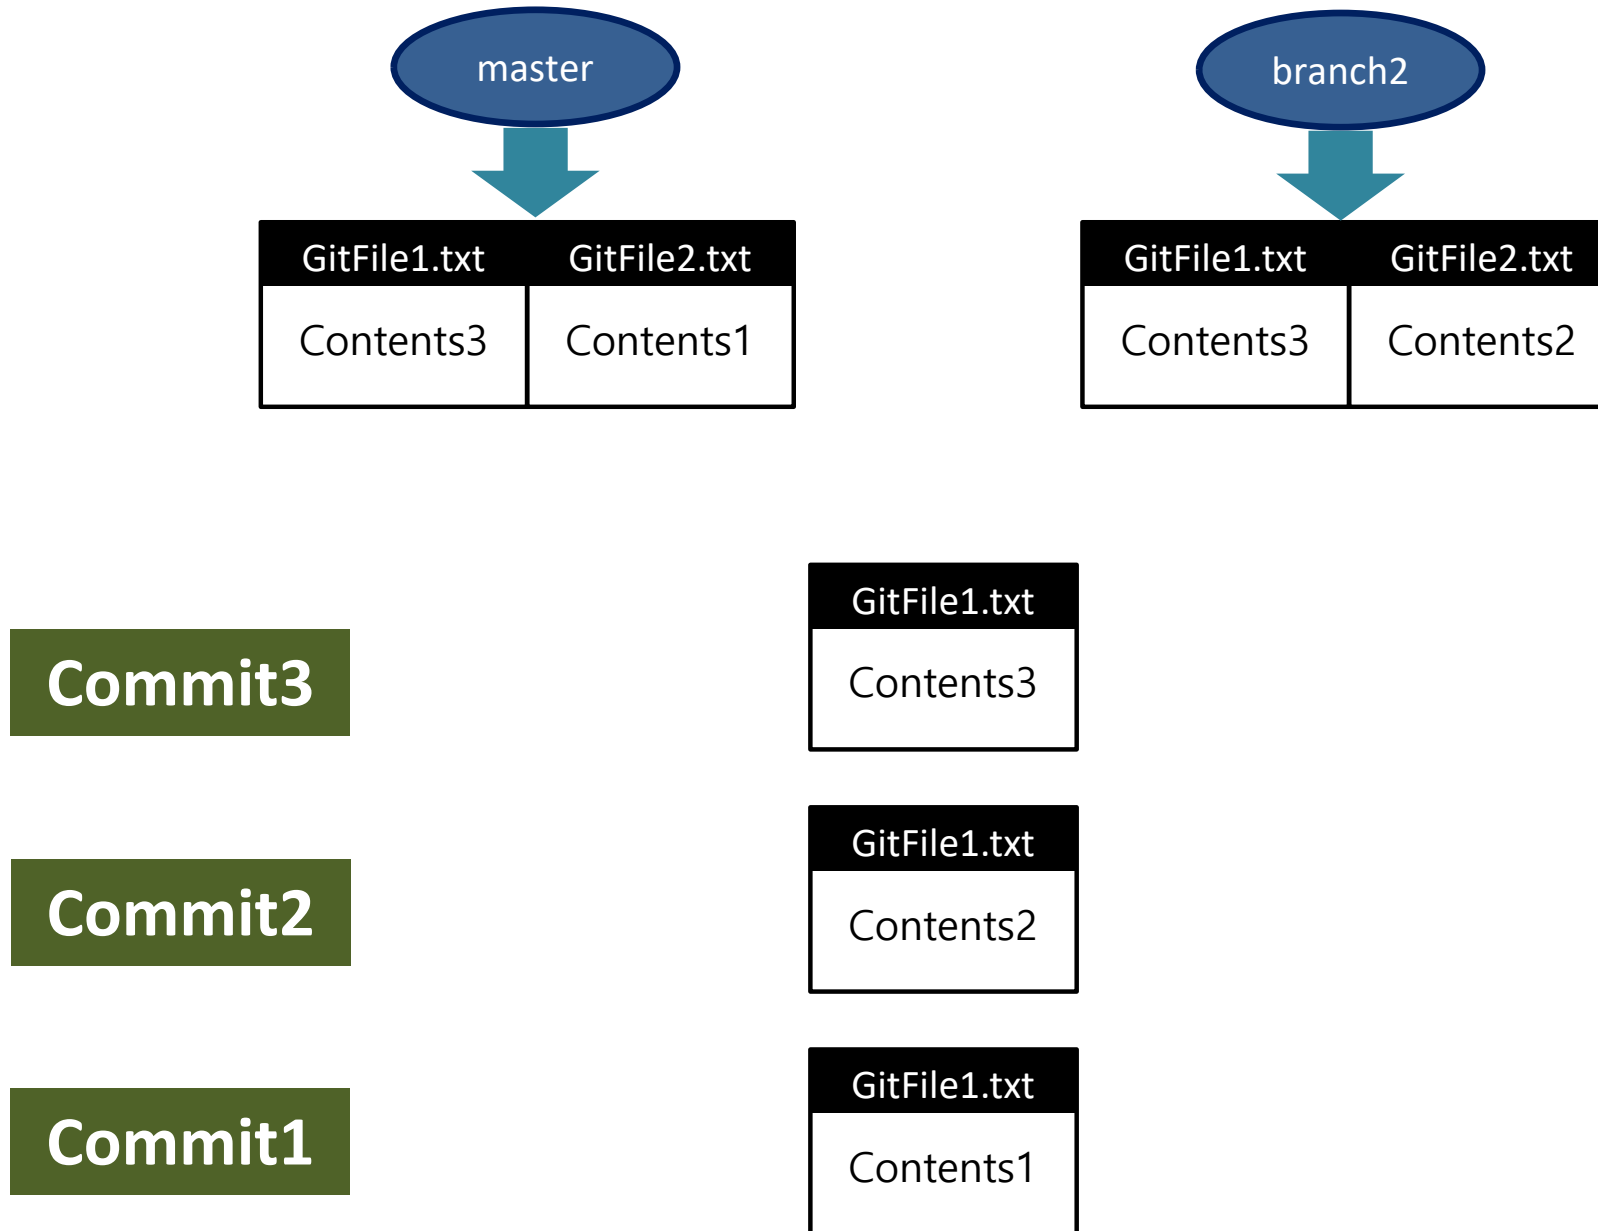 master
branch2
GitFile1.txt GitFile2.txt
Contents3 Contents1
GitFile1.txt GitFile2.txt
Contents3 Contents2
GitFile1.txt
Commit3
Contents3
GitFile1.txt
Commit2
Contents2
GitFile1.txt
Commit1
Contents1